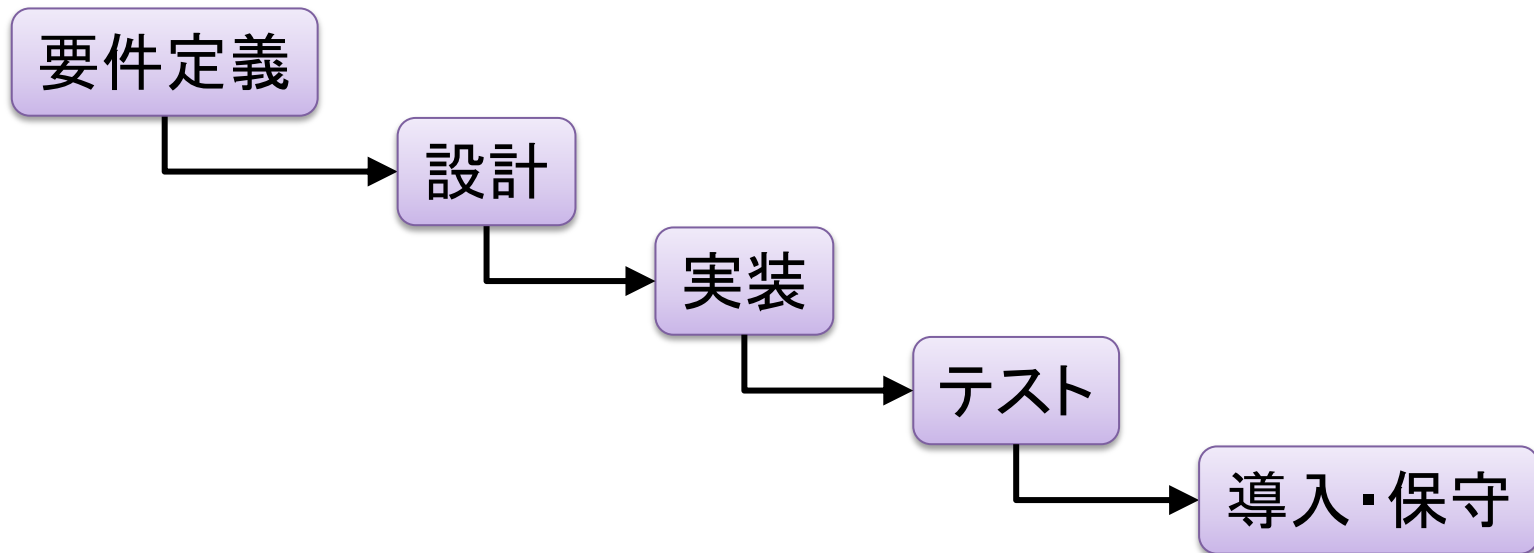 要件定義
設計
実装
テスト
導入・保守